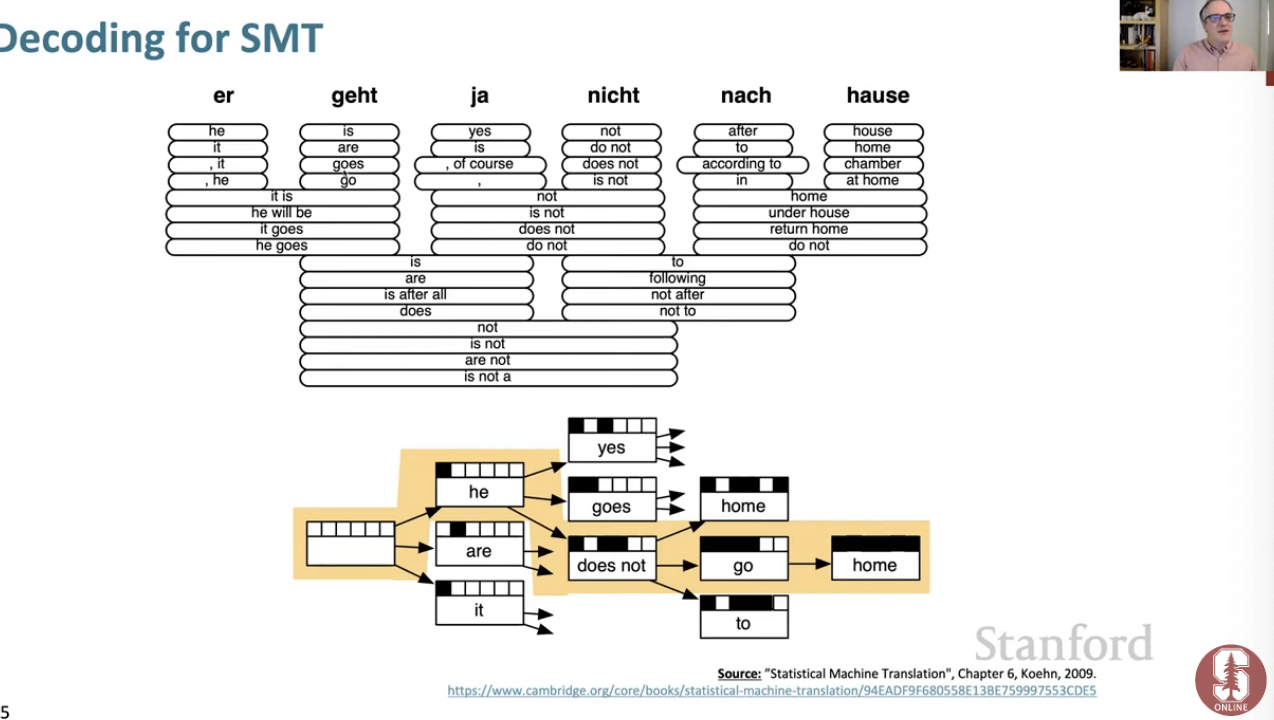 Decoding for SMT
er geht ja nicht nach hause
he is yes not after house
it are is do not to home
, it goes , of course does not according to chamber
, he go , is not in at home
it is not home
he will be is not under house
it goes does not return home
he goes do not do not
is to
are following
is after all not after
does not to
not
is not
are not
is not a
yes
he goes home
are does not go home
it to
Stanford
Source: "Statistical Machine Translation", Chapter 6, Koehn, 2009.
https://www.cambridge.org/core/books/statistical-machine-translation/94EADF9F680558E13BE759997553CDE5
S
ONLINE
5